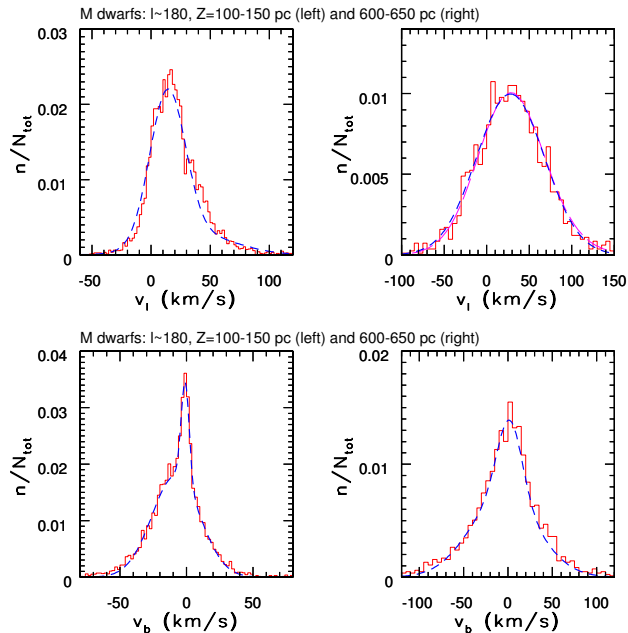 M dwarfs: l~180, Z=100-150 pc (left) and 600-650 pc (right)
n/N_tot
0.03
0.02
0.01
0
-50 0 50 100
v_l (km/s)
n/N_tot
0.01
0.005
0
-100 -50 0 50 100 150
v_l (km/s)
M dwarfs: l~180, Z=100-150 pc (left) and 600-650 pc (right)
n/N_tot
0.04
0.03
0.02
0.01
0
-50 0 50
v_b (km/s)
n/N_tot
0.02
0.01
0
-100 -50 0 50 100
v_b (km/s)